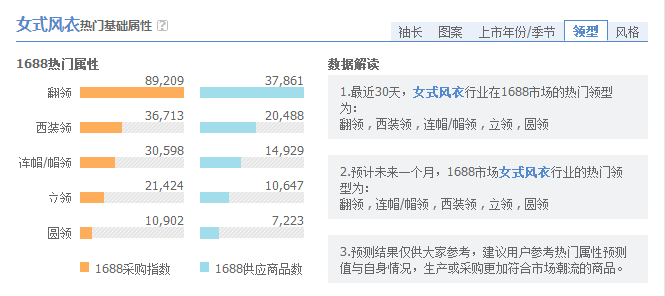 女式风衣热门基础属性 ?
袖长 图案 上市年份/季节 领型 风格
1688热门属性
89,209 37,861
翻领
36,713 20,488
西装领
30,598 14,929
连帽/帽领
21,424 10,647
立领
10,902 7,223
圆领
1688采购指数 1688供应商品数
数据解读
1.最近30天，女式风衣行业在1688市场的热门领型
为：
翻领，西装领，连帽/帽领，立领，圆领
2.预计未来一个月，1688市场女式风衣行业的热门领
型为：
翻领，连帽/帽领，西装领，立领，圆领
3.预测结果仅供大家参考，建议用户参考热门属性预测
值与自身情况，生产或采购更加符合市场潮流的商品。